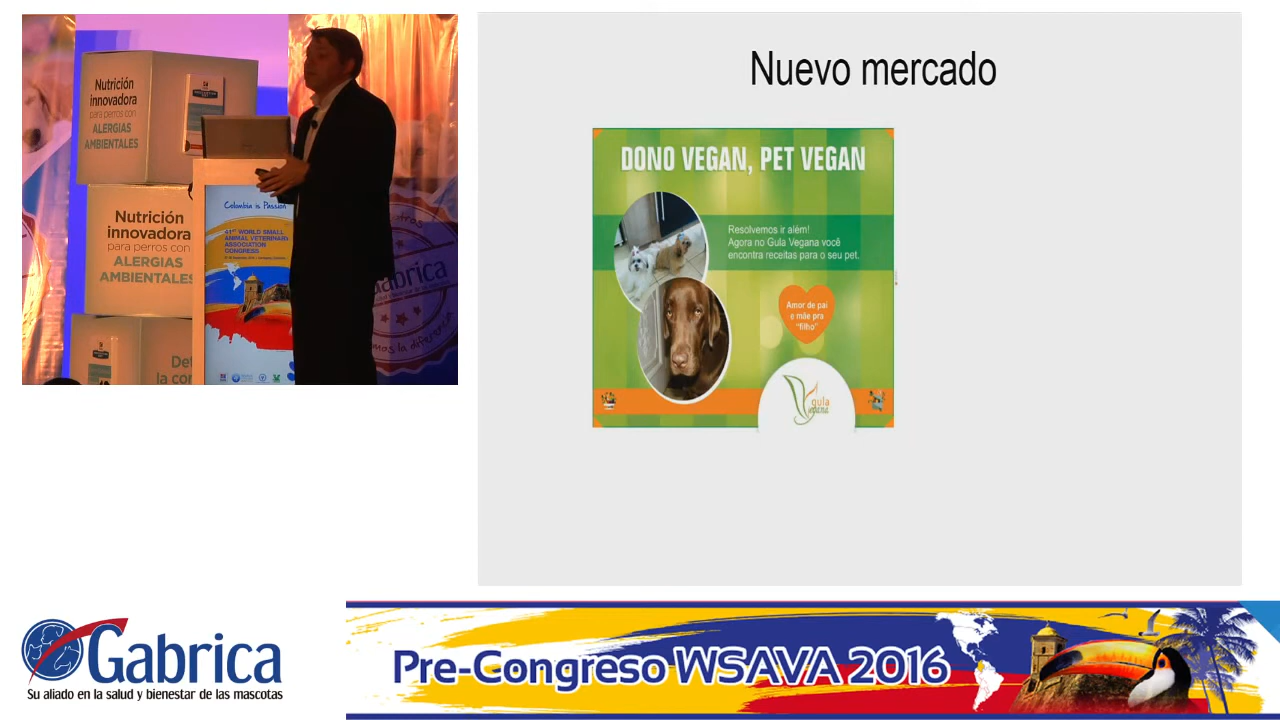 Nutrición
innovadora
para perros con
ALERGIAS
AMBIENTALES
Nutrición
innovadora
para perros con
ALERGIAS
AMBIENTALES
Colombia is Passion
41st WORLD SMALL
ANIMAL VETERINARY
ASSOCIATION
CONGRESS
Nuevo mercado
DONO VEGAN, PET VEGAN
Resolvemos ir além!
Agora no Gula Vegana você
encontra receitas para o seu pet.
Amor de pai
e mãe pra
"filho"
gula
Vegana
Gabrica
Su aliado en la salud y bienestar de las mascotas
Pre-Congreso WSAVA 2016